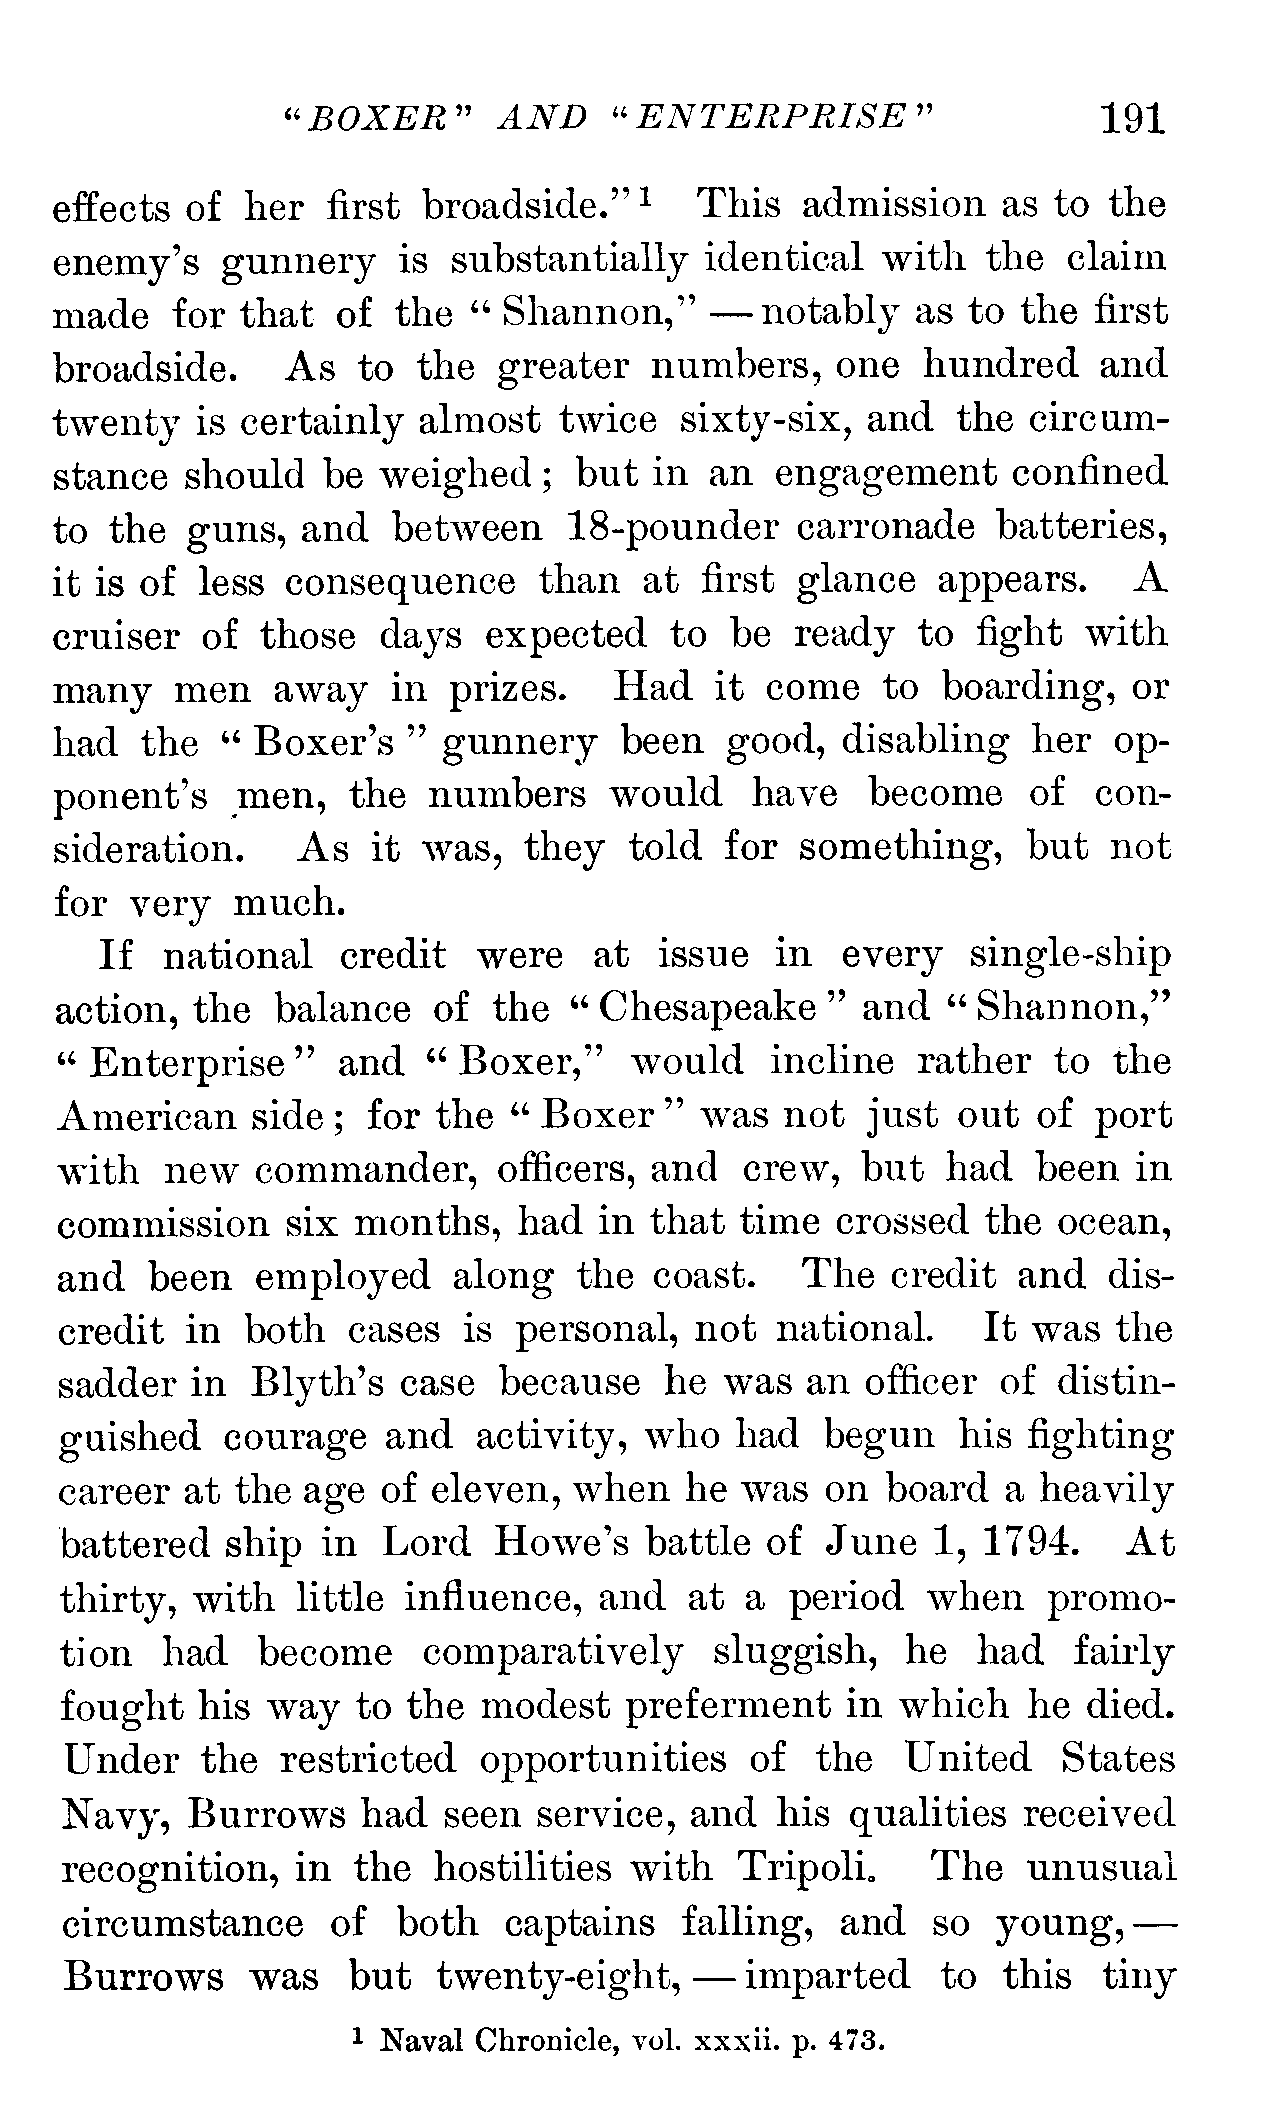 "BOXER" AND "ENTERPRISE" 191
effects of her first broadside." 1 This admission as to the
enemy's gunnery is substantially identical with the claim
made for that of the "Shannon," — notably as to the first
broadside. As to the greater numbers, one hundred and
twenty is certainly almost twice sixty-six, and the circum-
stance should be weighed; but in an engagement confined
to the guns, and between 18-pounder carronade batteries,
it is of less consequence than at first glance appears. A
cruiser of those days expected to be ready to fight with
many men away in prizes. Had it come to boarding, or
had the "Boxer's" gunnery been good, disabling her op-
ponent's men, the numbers would have become of con-
sideration. As it was, they told for something, but not
for very much.
If national credit were at issue in every single-ship
action, the balance of the "Chesapeake" and "Shannon,"
"Enterprise" and "Boxer," would incline rather to the
American side; for the "Boxer" was not just out of port
with new commander, officers, and crew, but had been in
commission six months, had in that time crossed the ocean,
and been employed along the coast. The credit and dis-
credit in both cases is personal, not national. It was the
sadder in Blyth's case because he was an officer of distin-
guished courage and activity, who had begun his fighting
career at the age of eleven, when he was on board a heavily
battered ship in Lord Howe's battle of June 1, 1794. At
thirty, with little influence, and at a period when promo-
tion had become comparatively sluggish, he had fairly
fought his way to the modest preferment in which he died.
Under the restricted opportunities of the United States
Navy, Burrows had seen service, and his qualities received
recognition, in the hostilities with Tripoli. The unusual
circumstance of both captains falling, and so young, —
Burrows was but twenty-eight, — imparted to this tiny
1 Naval Chronicle, vol. xxxii. p. 473.